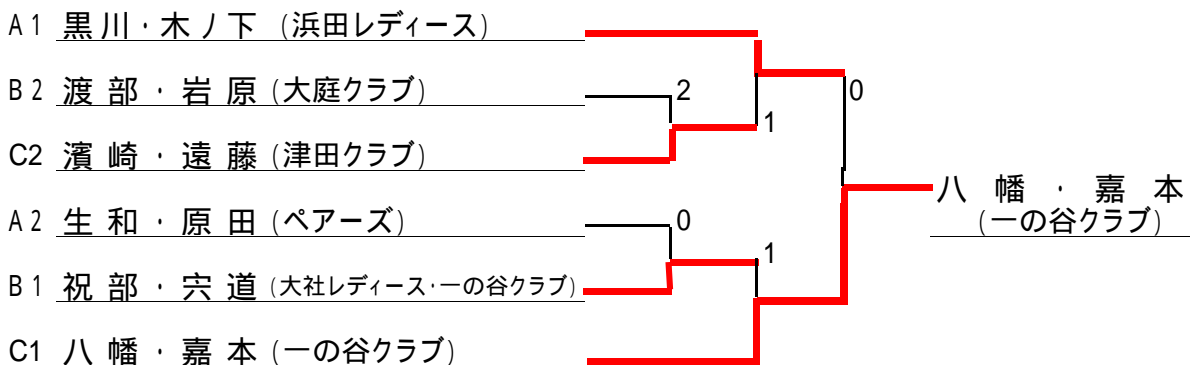 A1 黒川・木ノ下 (浜田レディース)
B2 渡部・岩原 (大庭クラブ)
2
0
1
C2 濱崎・遠藤 (津田クラブ)
八幡・嘉本
(一の谷クラブ)
A2 生和・原田 (ペアーズ)
0
1
B1 祝部・宍道 (大社レディース・一の谷クラブ)
C1 八幡・嘉本 (一の谷クラブ)